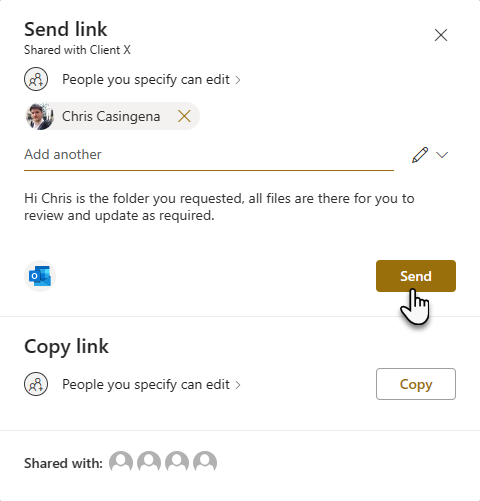 Send link
Shared with Client X
People you specify can edit
Chris Casingena
Add another
Hi Chris is the folder you requested, all files are there for you to
review and update as required.
Send
Copy link
People you specify can edit
Copy
Shared with: